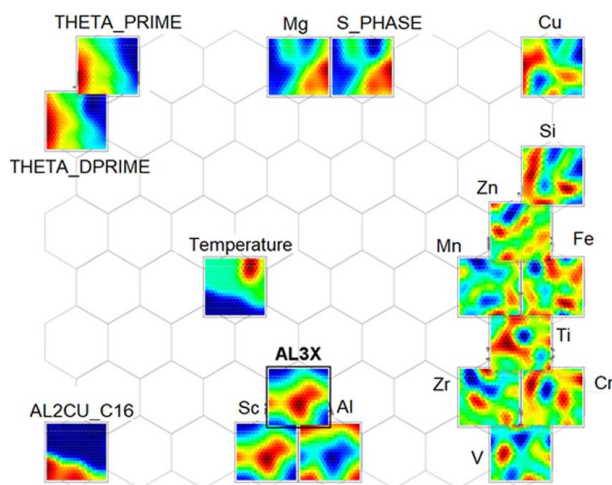 THETA_PRIME
Mg
S_PHASE
Cu
THETA_DPRIME
Si
Zn
Temperature
Mn
Fe
Ti
AL3X
Zr
Cr
AL2CU_C16
Sc
Al
V